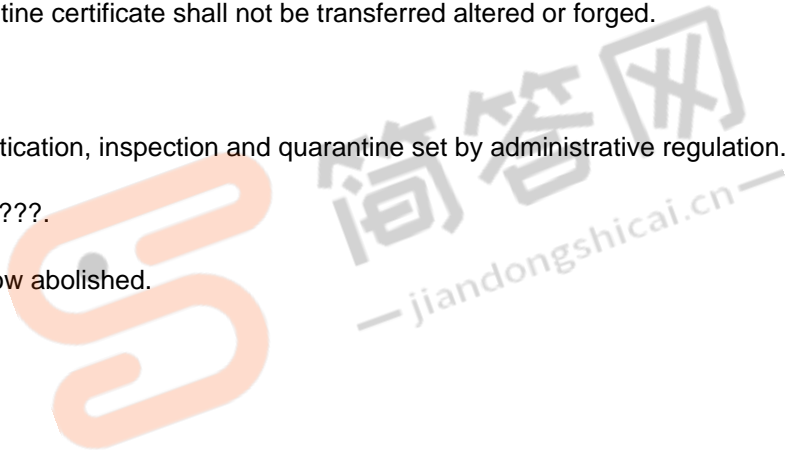 tine certificate shall not be transferred altered or forged.
tication, inspection and quarantine set by administrative regulation.
???.
ow abolished.
简答网
jiandongshicai.cn